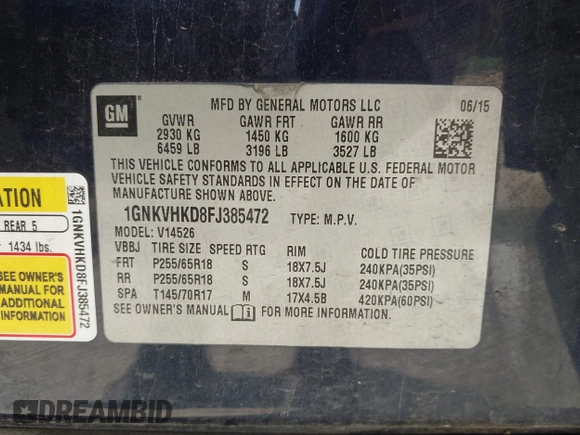 GM
MFD BY GENERAL MOTORS LLC 06/15
GVWR GAWR FRT GAWR RR
2930 KG 1450 KG 1600 KG
6459 LB 3196 LB 3527 LB
THIS VEHICLE CONFORMS TO ALL APPLICABLE U.S. FEDERAL MOTOR
VEHICLE SAFETY STANDARDS IN EFFECT ON THE DATE OF
MANUFACTURE SHOWN ABOVE.
1GNKVHKD8FJ385472 TYPE: M.P.V.
MODEL: V14526
VBBJ TIRE SIZE SPEED RTG RIM COLD TIRE PRESSURE
FRT P255/65R18 S 18X7.5J 240KPA(35PSI)
RR P255/65R18 S 18X7.5J 240KPA(35PSI)
SPA T145/70R17 M 17X4.5B 420KPA(60PSI)
SEE OWNER'S MANUAL FOR MORE INFORMATION.
ATION
REAR 5
1434 lbs.
SEE OWNER'S
MANUAL FOR
ADDITIONAL
INFORMATION
1GNKVHKD8FJ385472
DREAMBID